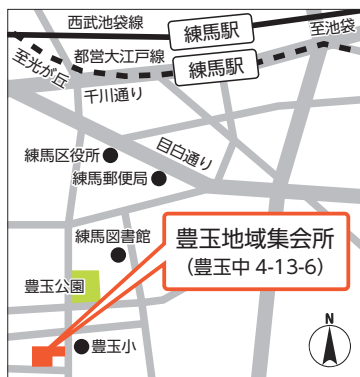 西武池袋線
練馬駅
至池袋
都営大江戸線
練馬駅
至光が丘
千川通り
目白通り
練馬区役所
練馬郵便局
練馬図書館
豊玉地域集会所
(豊玉中 4-13-6)
豊玉公園
豊玉小
N